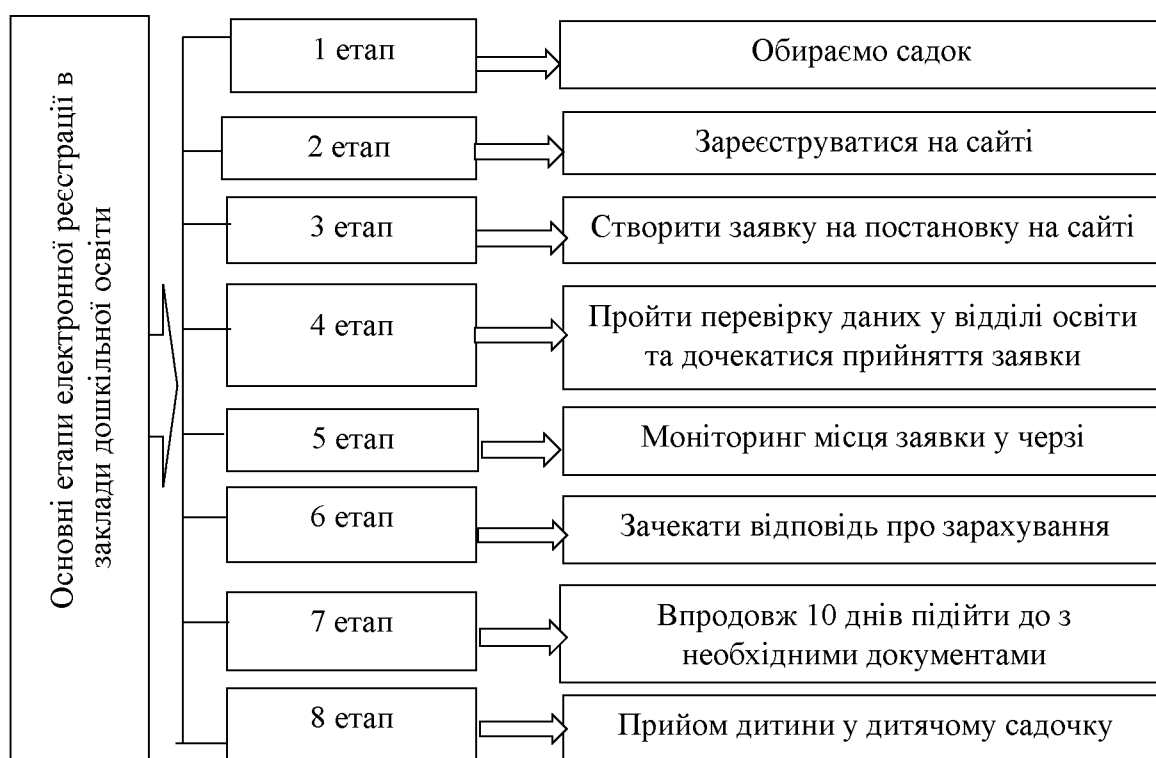 Основні етапи електронної реєстрації в
заклади дошкільної освіти
1 етап
Обираємо садок
2 етап
Зареєструватися на сайті
3 етап
Створити заявку на постановку на сайті
4 етап
Пройти перевірку даних у відділі освіти
та дочекатися прийняття заявки
5 етап
Моніторинг місця заявки у черзі
6 етап
Зачекати відповідь про зарахування
7 етап
Впродовж 10 днів підійти до з
необхідними документами
8 етап
Прийом дитини у дитячому садочку